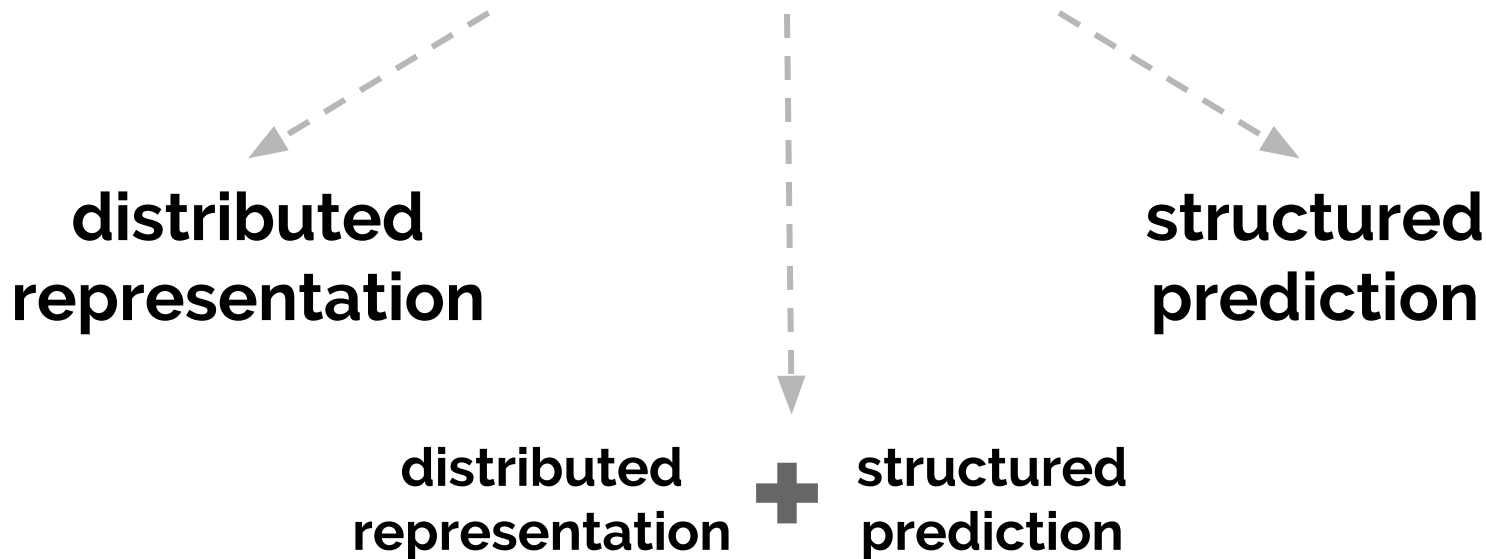 distributed
representation
structured
prediction
distributed
representation
structured
prediction